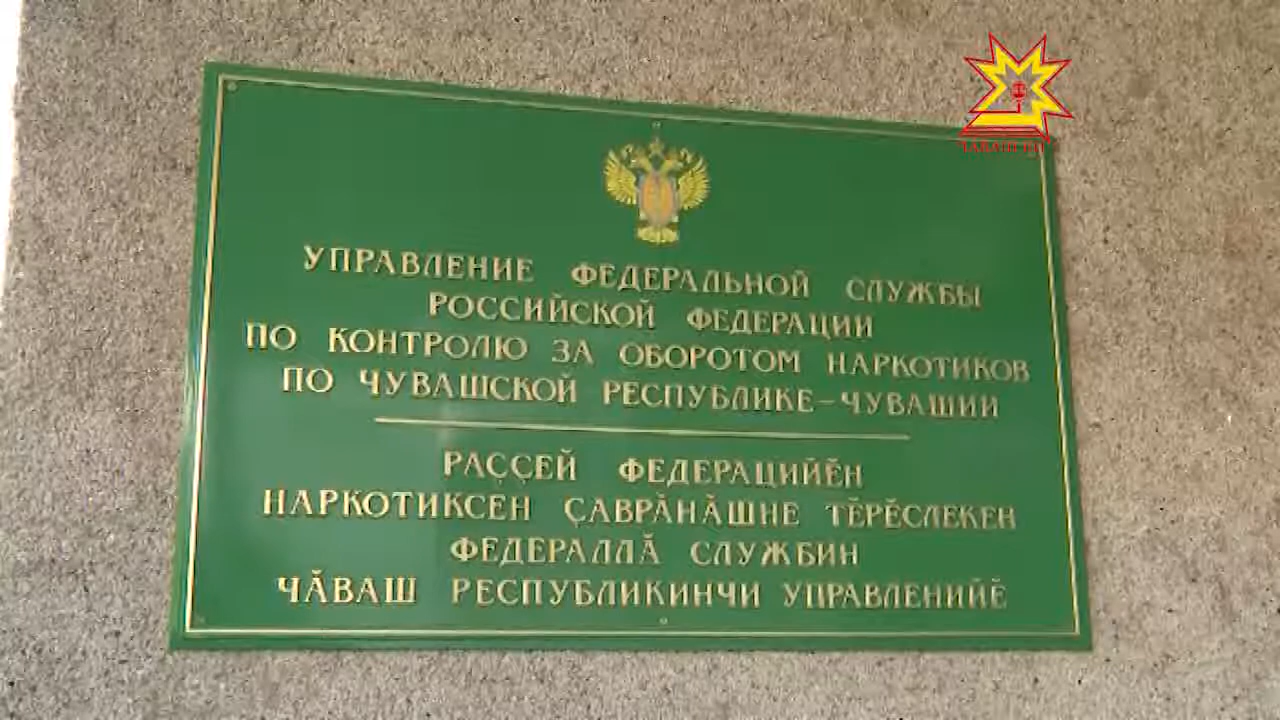 УПРАВЛЕНИЕ ФЕДЕРАЛЬНОЙ СЛУЖБЫ
РОССИЙСКОЙ ФЕДЕРАЦИИ
ПО КОНТРОЛЮ ЗА ОБОРОТОМ НАРКОТИКОВ
ПО ЧУВАШСКОЙ РЕСПУБЛИКЕ–ЧУВАШИИ
РАҪҪЕЙ ФЕДЕРАЦИЙӖН
НАРКОТИКСЕН ҪАВРӐНӐШНЕ ТӖРӖСЛЕКЕН
ФЕДЕРАЛЛӐ СЛУЖБИН
ЧӐВАШ РЕСПУБЛИКИНЧИ УПРАВЛЕНИЙӖ